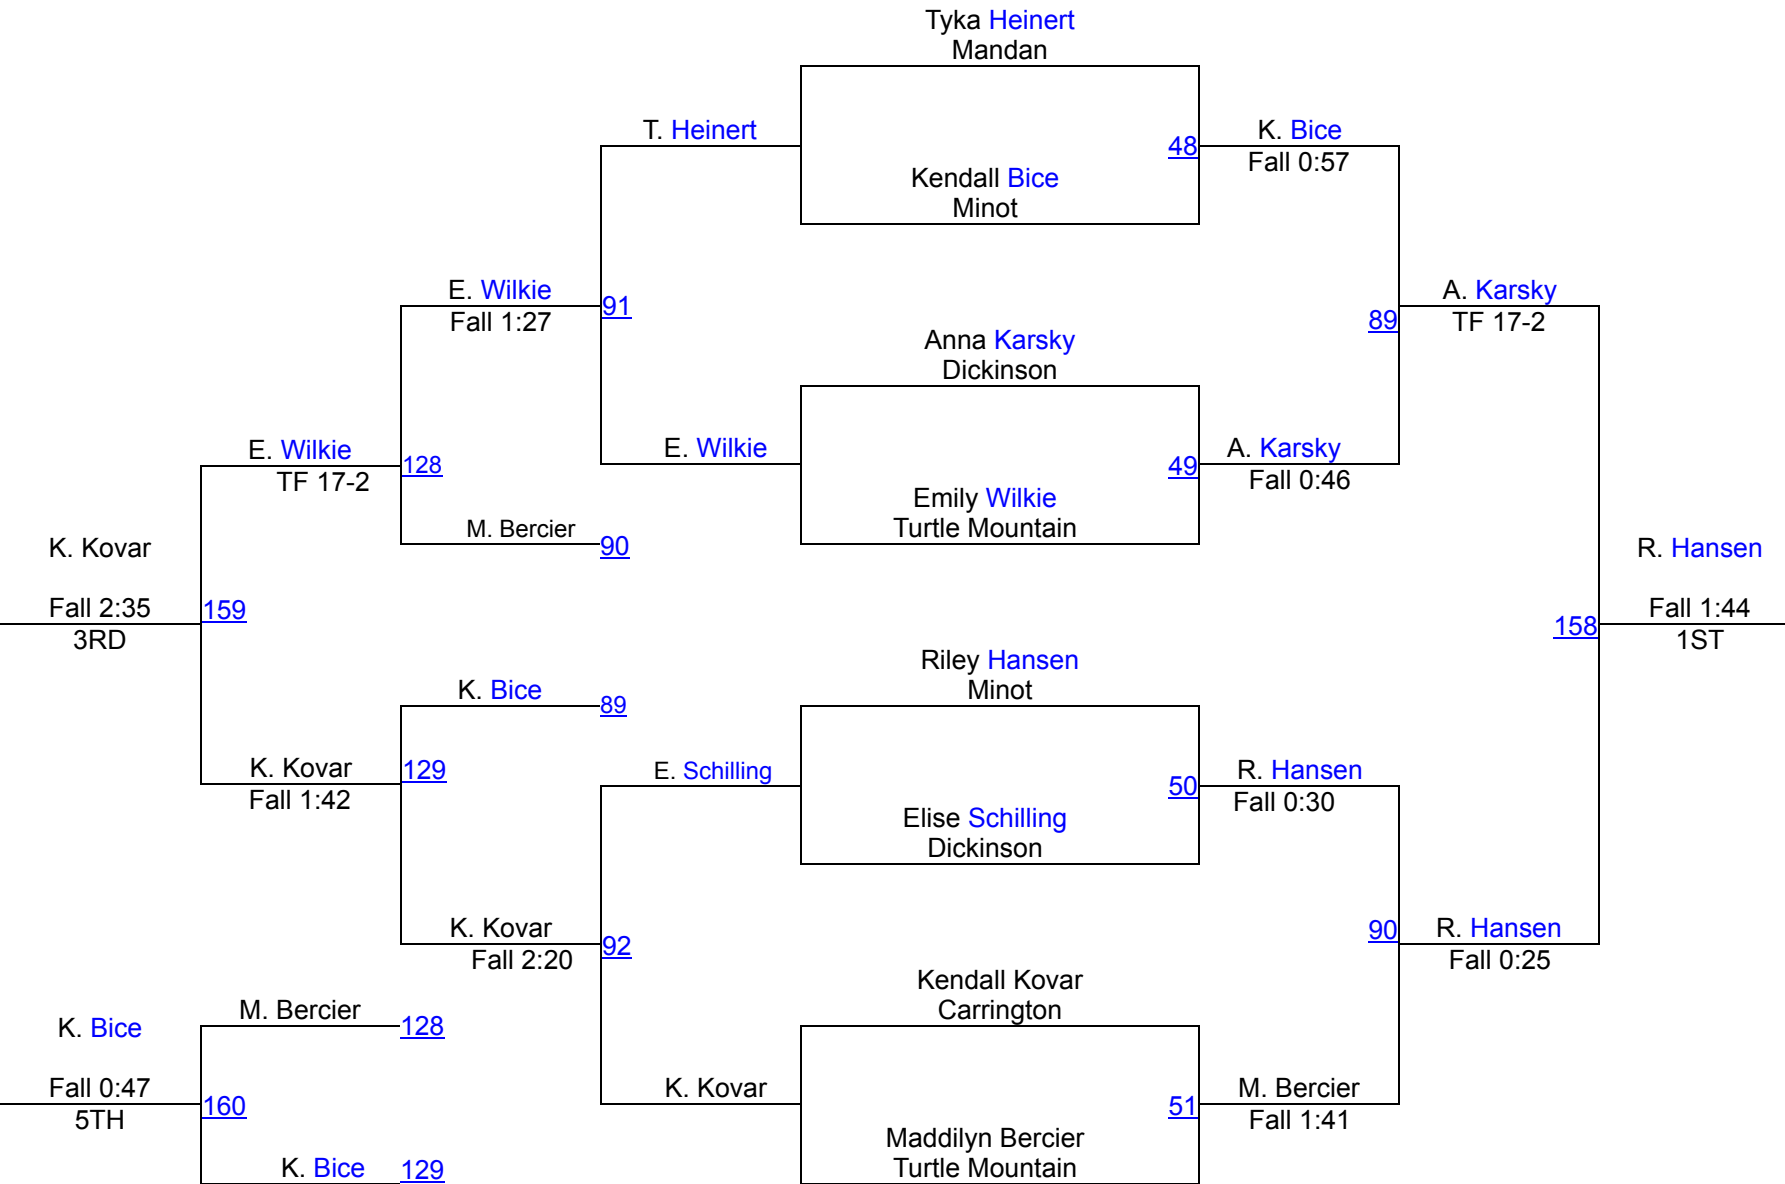 Tyka Heinert
Mandan
T. Heinert
48
K. Bice
Fall 0:57
Kendall Bice
Minot
E. Wilkie
Fall 1:27
91
A. Karsky
TF 17-2
89
Anna Karsky
Dickinson
E. Wilkie
TF 17-2
128
E. Wilkie
49
A. Karsky
Fall 0:46
Emily Wilkie
Turtle Mountain
M. Bercier
90
K. Kovar
Fall 2:35
3RD
159
R. Hansen
Fall 1:44
1ST
158
Riley Hansen
Minot
K. Bice
89
K. Kovar
Fall 1:42
129
E. Schilling
50
R. Hansen
Fall 0:30
Elise Schilling
Dickinson
K. Kovar
Fall 2:20
92
90
R. Hansen
Fall 0:25
Kendall Kovar
Carrington
M. Bercier
128
K. Bice
Fall 0:47
5TH
160
K. Kovar
51
M. Bercier
Fall 1:41
Maddilyn Bercier
Turtle Mountain
K. Bice
129